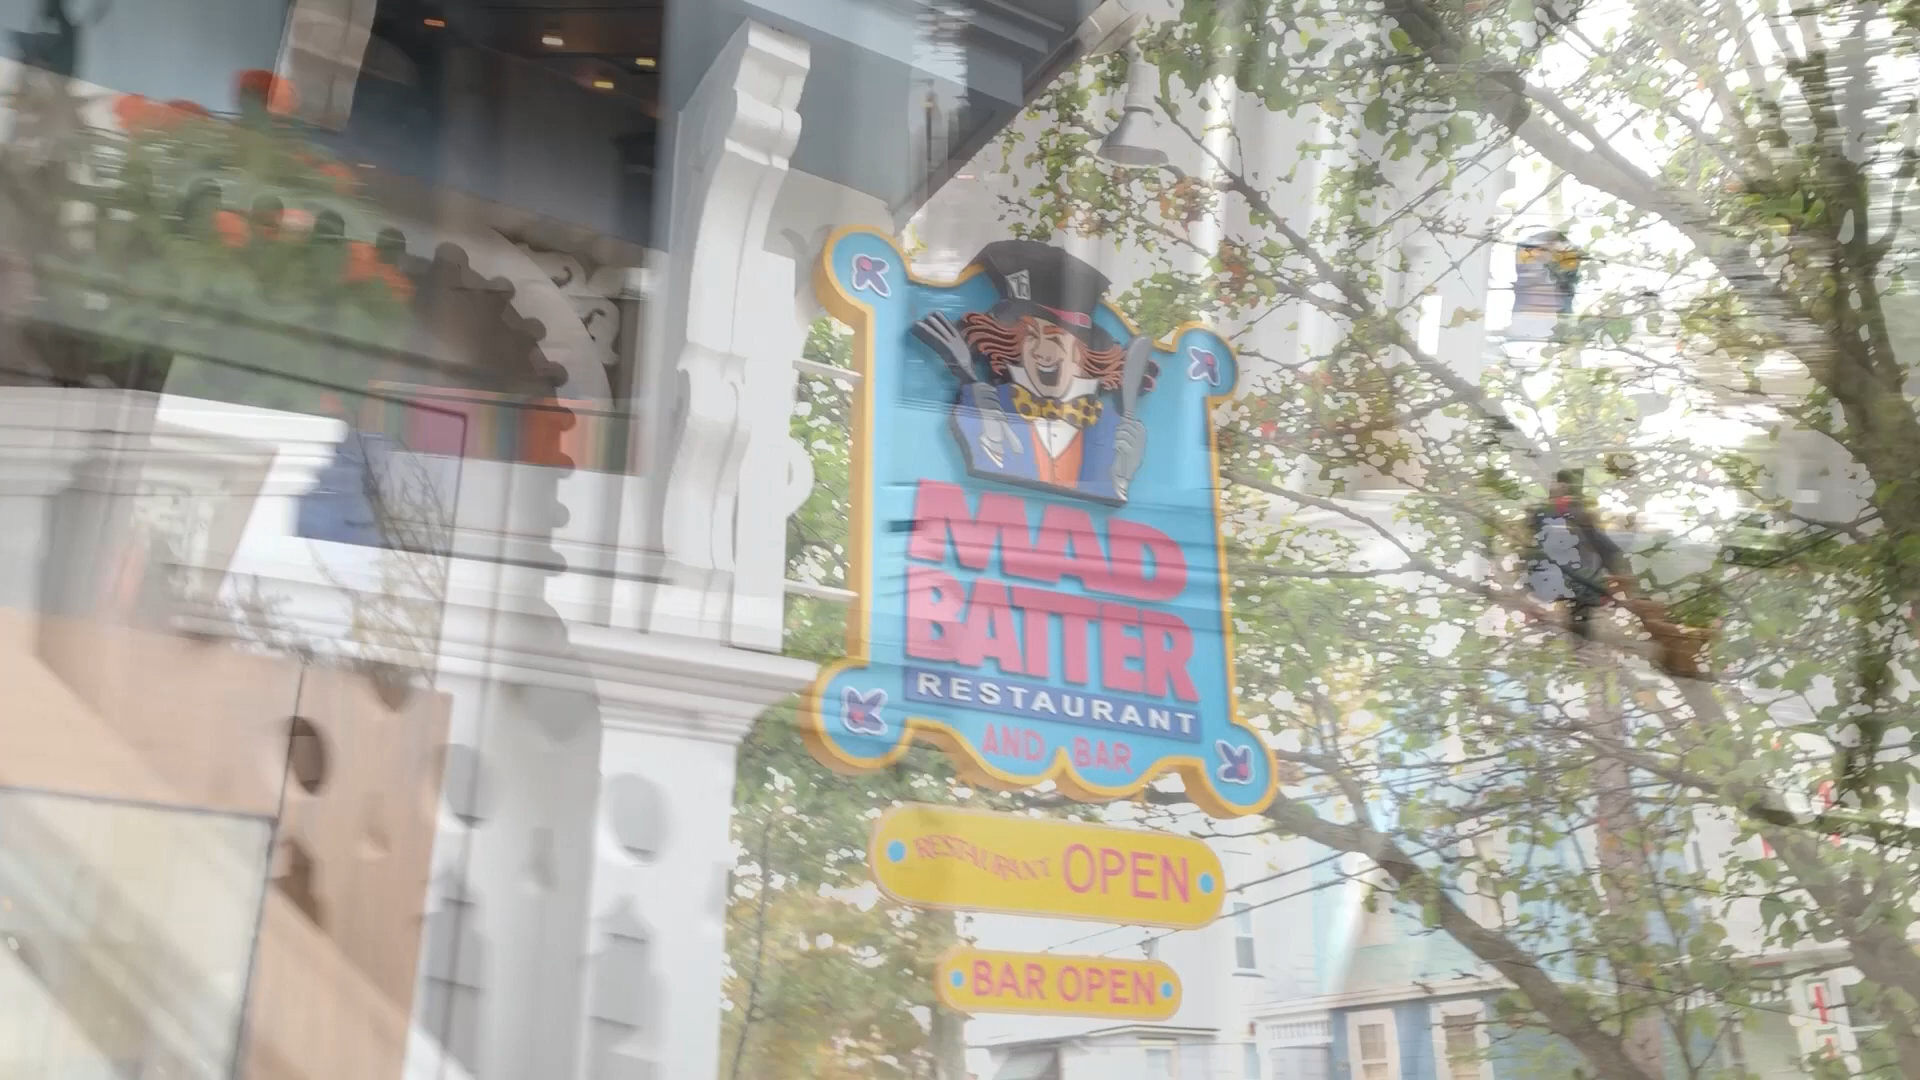 MAD
BATTER
RESTAURANT
AND BAR
RESTAURANT OPEN
BAR OPEN